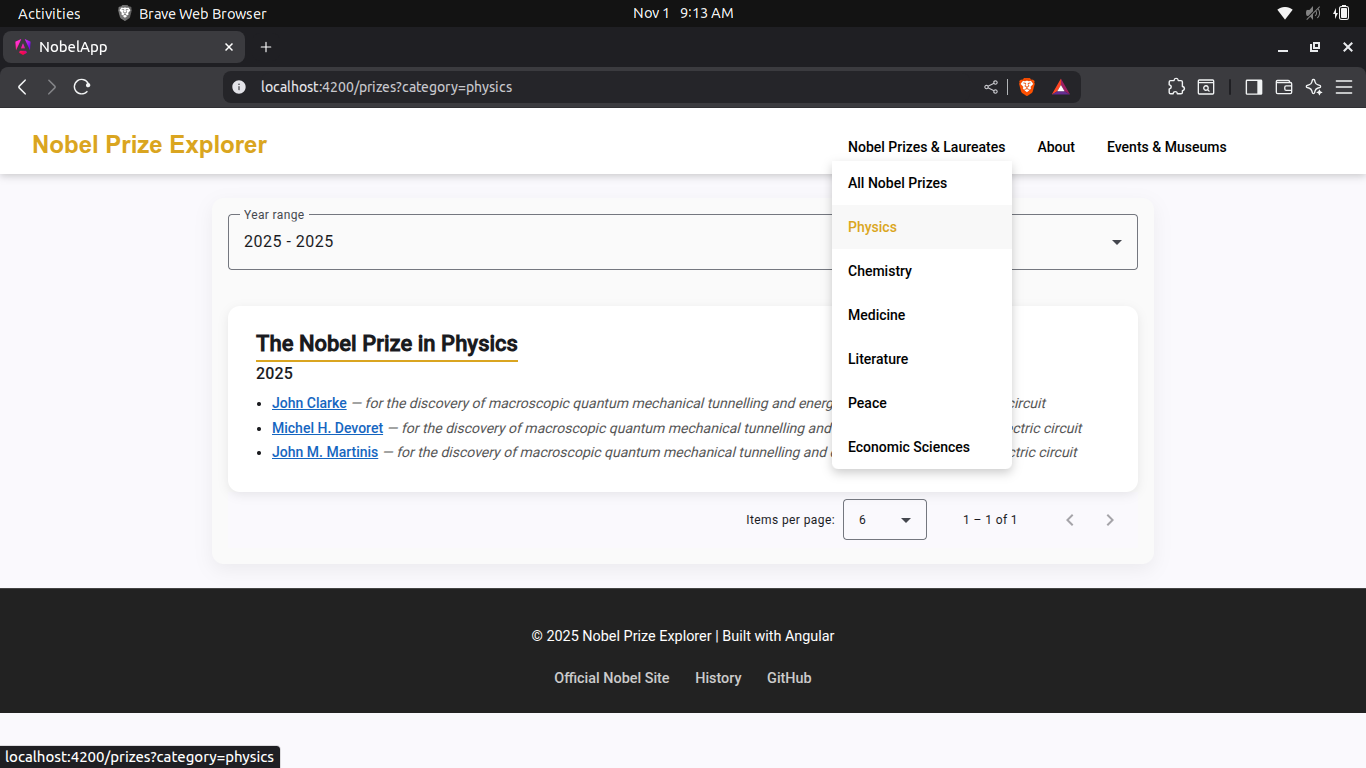 Activities
Brave Web Browser
Nov 1 9:13 AM
NobelApp
localhost:4200/prizes?category=physics
Nobel Prize Explorer
Nobel Prizes & Laureates
About
Events & Museums
All Nobel Prizes
Physics
Chemistry
Medicine
Literature
Peace
Economic Sciences
Year range
2025 - 2025
The Nobel Prize in Physics
2025
John Clarke — for the discovery of macroscopic quantum mechanical tunnelling and energ circuit
Michel H. Devoret — for the discovery of macroscopic quantum mechanical tunnelling and ctric circuit
John M. Martinis — for the discovery of macroscopic quantum mechanical tunnelling and ctric circuit
Items per page: 6 1 – 1 of 1
© 2025 Nobel Prize Explorer | Built with Angular
Official Nobel Site History GitHub
localhost:4200/prizes?category=physics